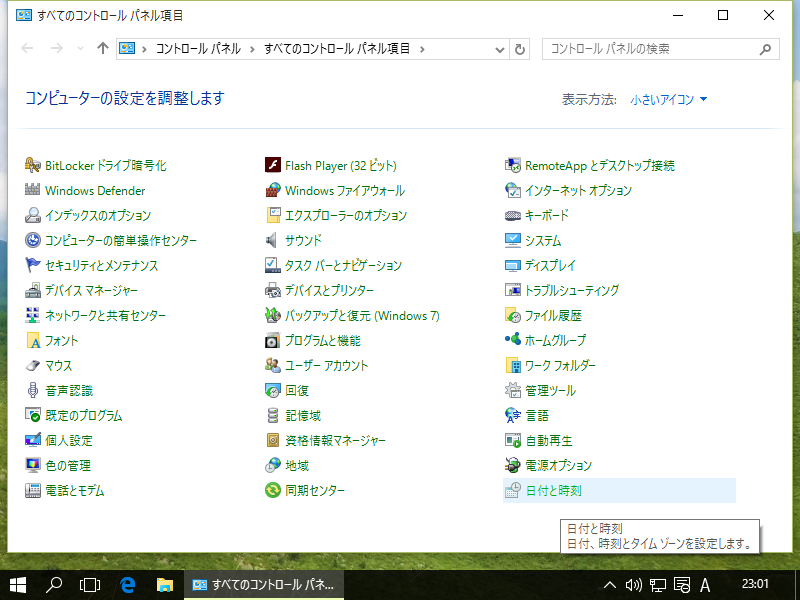 すべてのコントロール パネル項目
コントロール パネル
すべてのコントロール パネル項目
コントロール パネルの検索
コンピューターの設定を調整します
表示方法:
小さいアイコン
BitLocker ドライブ暗号化
Flash Player (32 ビット)
RemoteApp とデスクトップ接続
Windows Defender
Windows ファイアウォール
インターネット オプション
インデックスのオプション
エクスプローラーのオプション
キーボード
コンピューターの簡単操作センター
サウンド
システム
セキュリティとメンテナンス
タスク バーとナビゲーション
ディスプレイ
デバイス マネージャー
デバイスとプリンター
トラブルシューティング
ネットワークと共有センター
バックアップと復元 (Windows 7)
ファイル履歴
フォント
プログラムと機能
ホームグループ
マウス
ユーザー アカウント
ワーク フォルダー
音声認識
回復
管理ツール
既定のプログラム
記憶域
言語
個人設定
資格情報マネージャー
自動再生
色の管理
地域
電源オプション
電話とモデム
同期センター
日付と時刻
日付と時刻
日付、時刻とタイム ゾーンを設定します。
すべてのコントロール パネ...
A
23:01